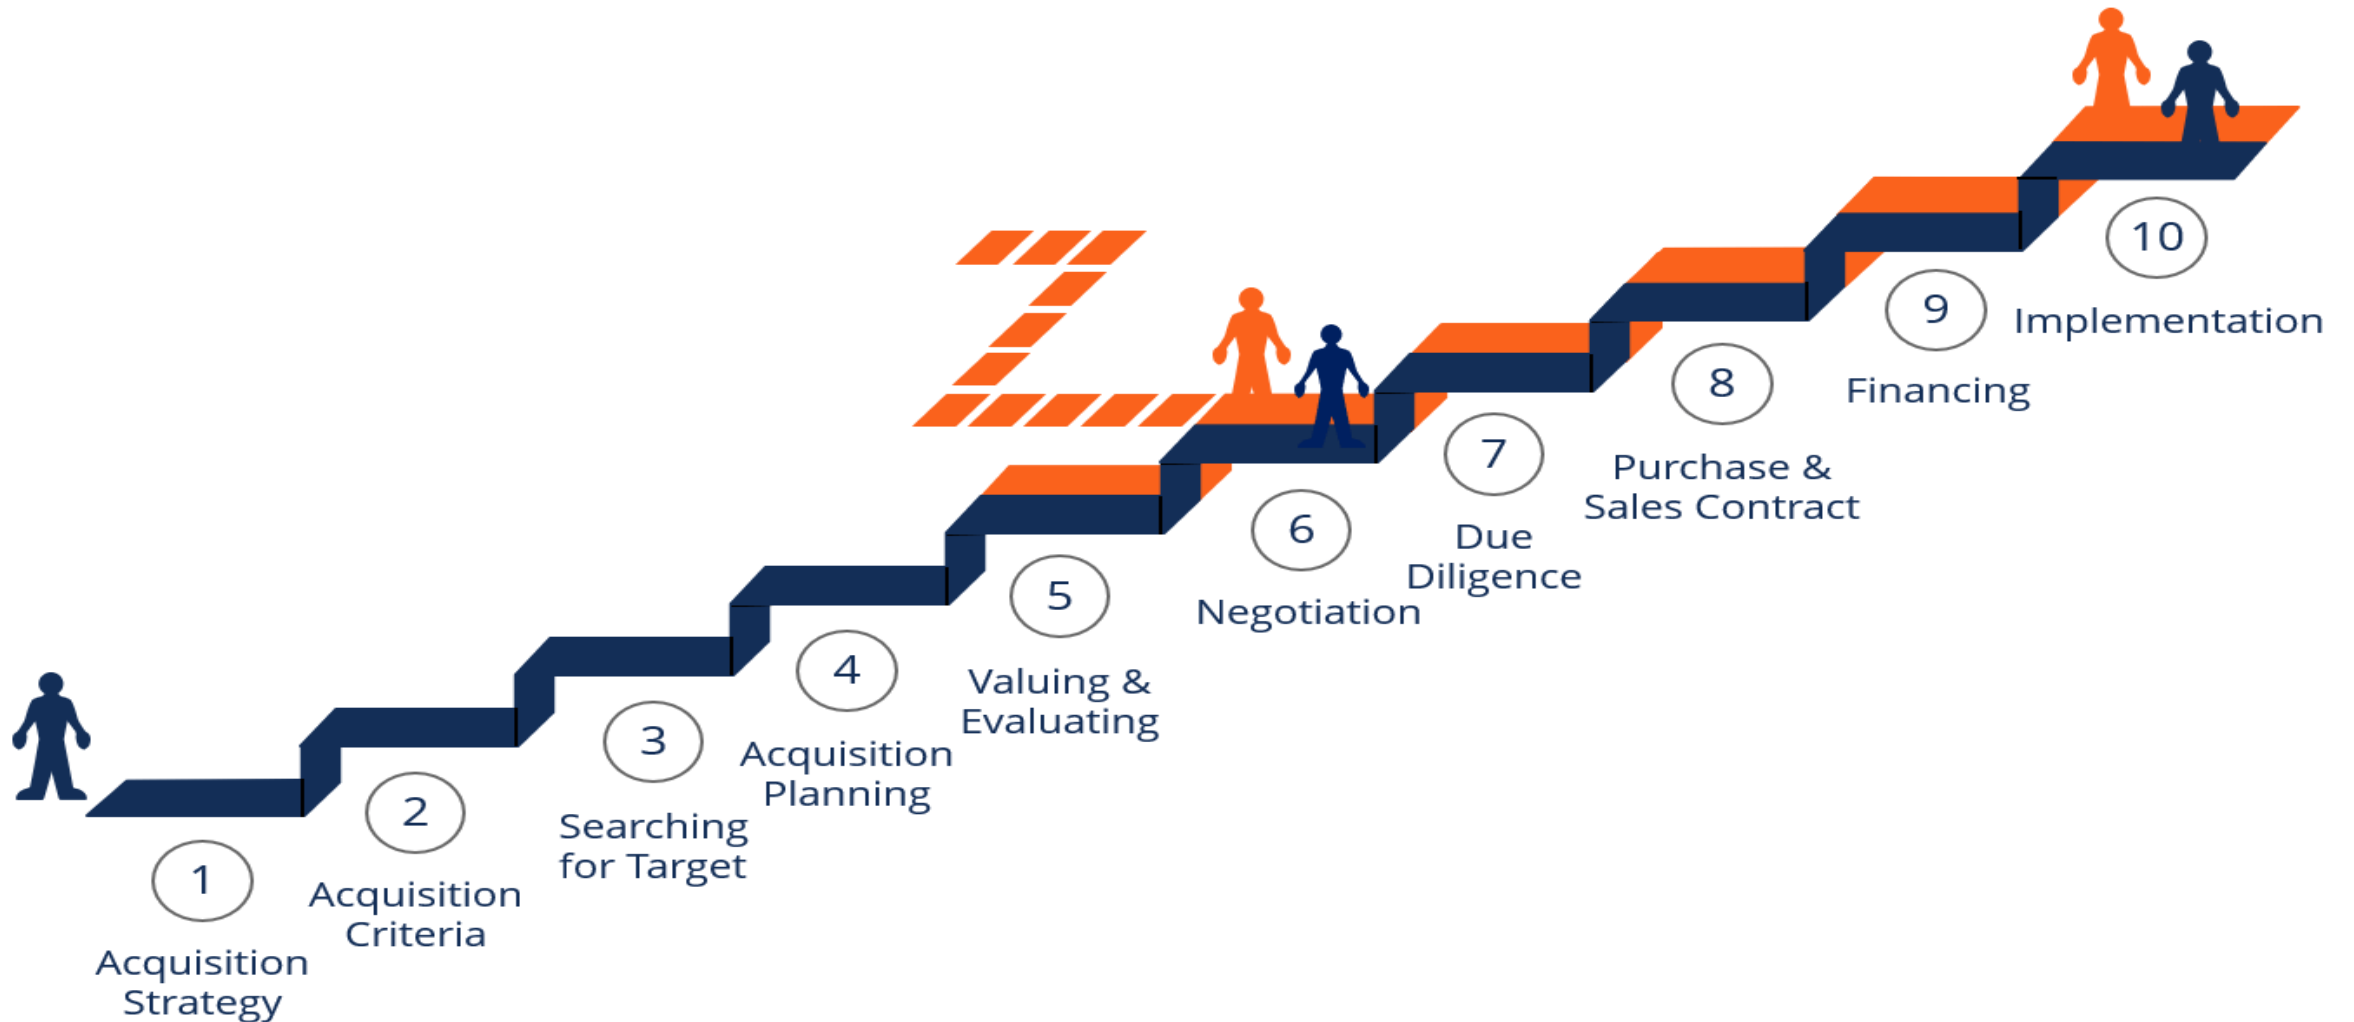 1
Acquisition
Strategy
2
Acquisition
Criteria
3
Searching
for Target
4
Acquisition
Planning
5
Valuing &
Evaluating
6
Negotiation
7
Due
Diligence
8
Purchase &
Sales Contract
9
Financing
10
Implementation